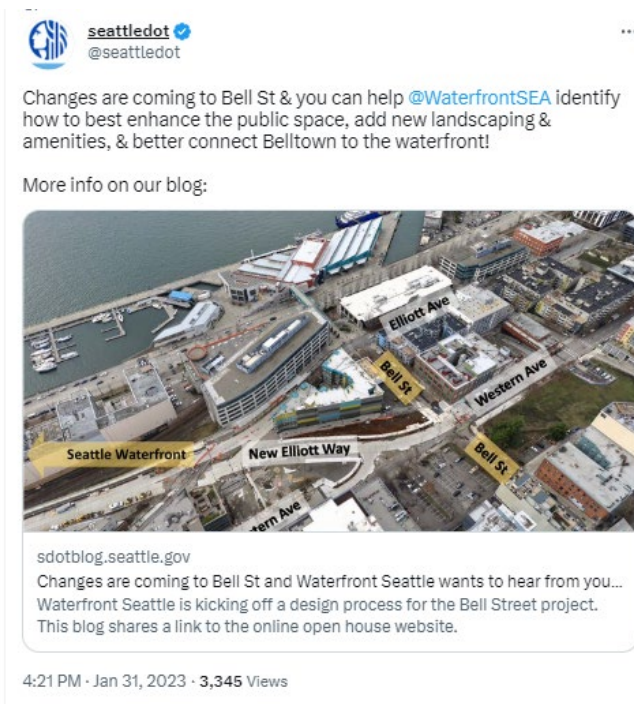 seattledot
@seattledot
Changes are coming to Bell St & you can help @WaterfrontSEA identify
how to best enhance the public space, add new landscaping &
amenities, & better connect Belltown to the waterfront!
More info on our blog:
Elliott Ave
Bell St
Western Ave
Seattle Waterfront
New Elliott Way
Bell St
tern Ave
sdotblog.seattle.gov
Changes are coming to Bell St and Waterfront Seattle wants to hear from you...
Waterfront Seattle is kicking off a design process for the Bell Street project.
This blog shares a link to the online open house website.
4:21 PM · Jan 31, 2023 · 3,345 Views